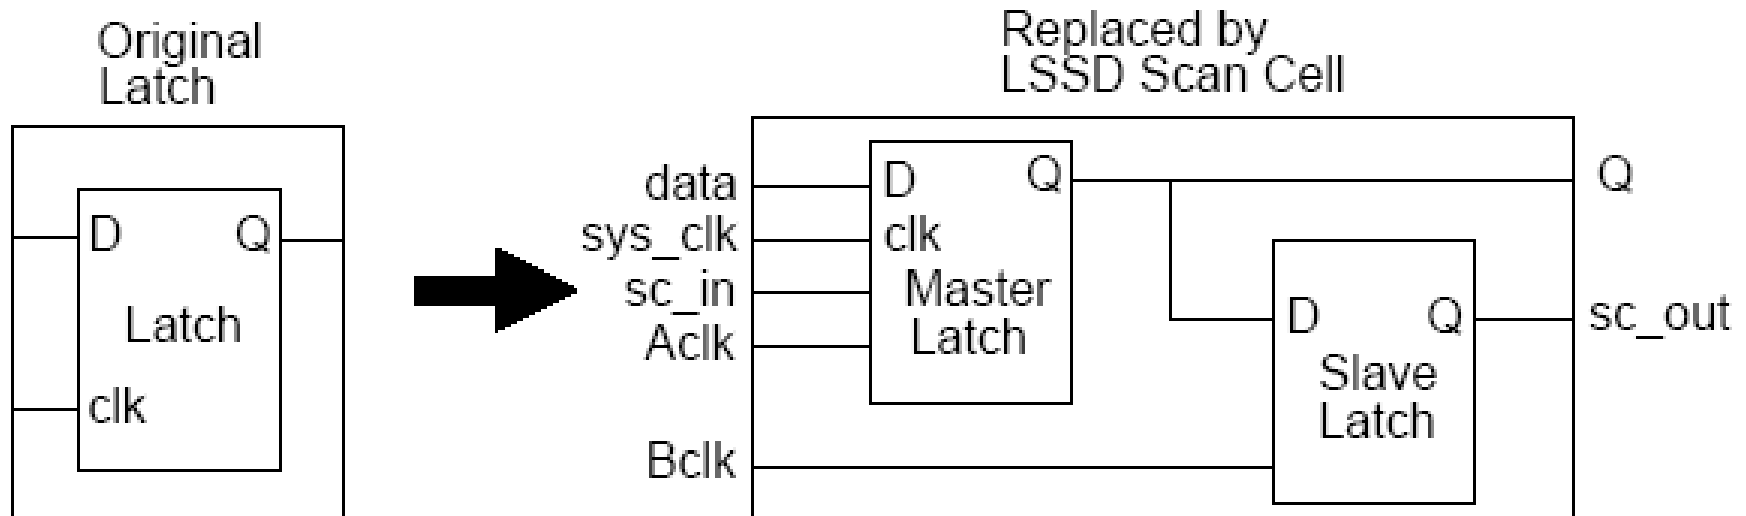 Original
Latch
D
Q
Latch
clk
Replaced by
LSSD Scan Cell
data
sys_clk
sc_in
Aclk
Bclk
D
Q
clk
Master
Latch
D
Q
Slave
Latch
Q
sc_out